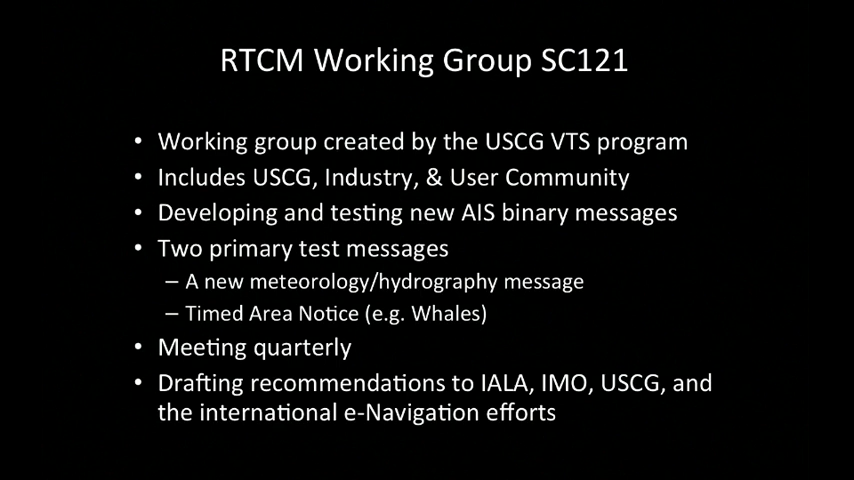 RTCM Working Group SC121
• Working group created by the USCG VTS program
• Includes USCG, Industry, & User Community
• Developing and testing new AIS binary messages
• Two primary test messages
– A new meteorology/hydrography message
– Timed Area Notice (e.g. Whales)
• Meeting quarterly
• Drafting recommendations to IALA, IMO, USCG, and
the international e-Navigation efforts